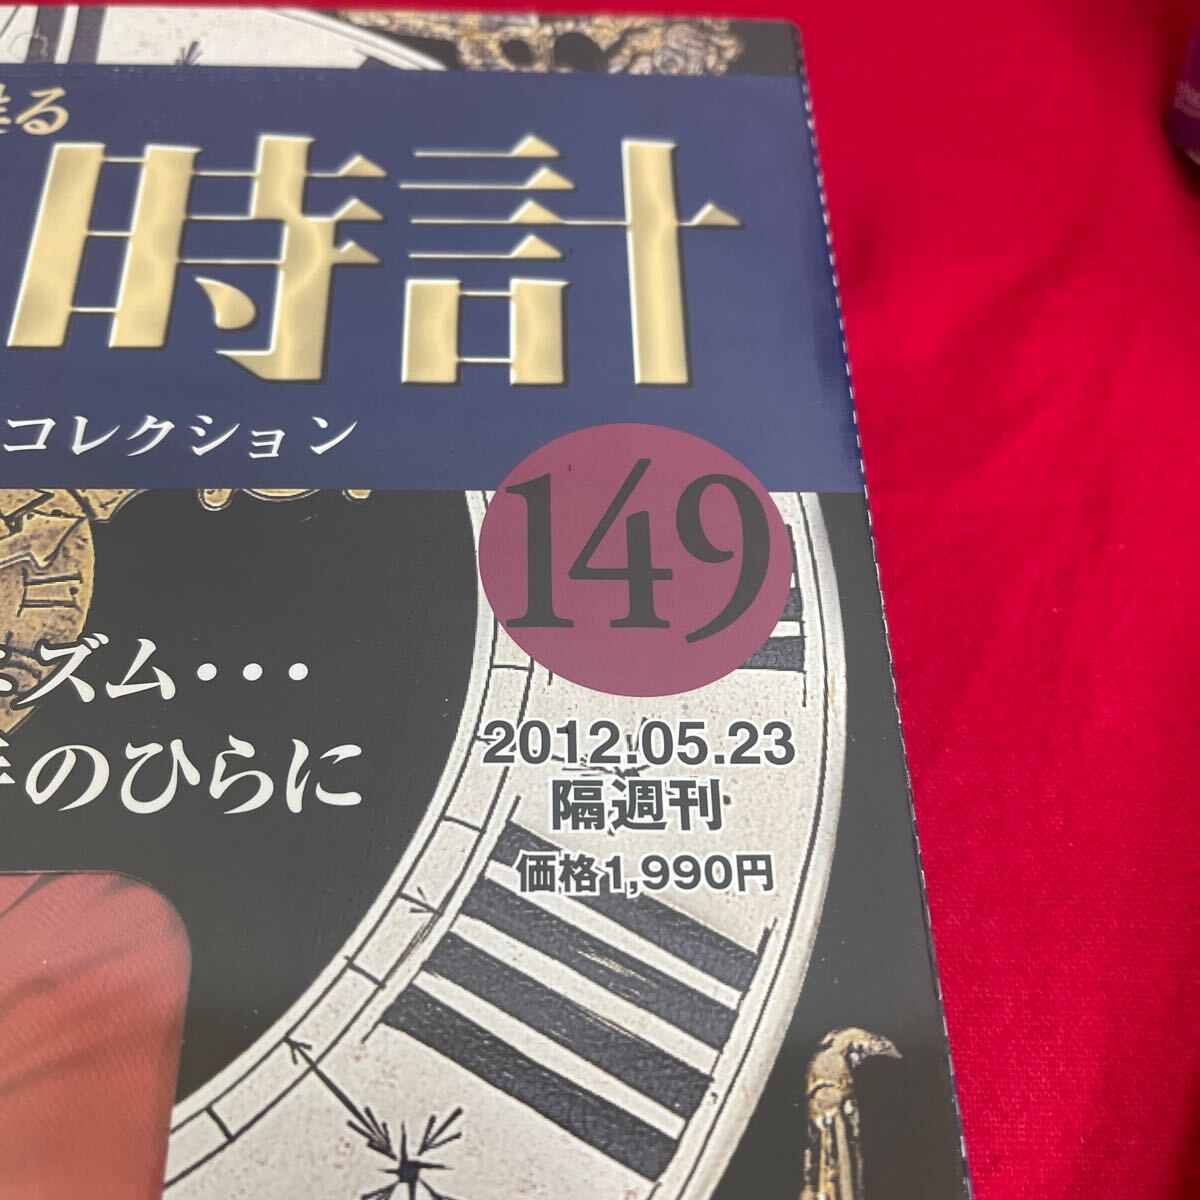 る
時計
コレクション
149
ズム・・・
のひらに
2012.05.23
隔週刊
価格1,990円